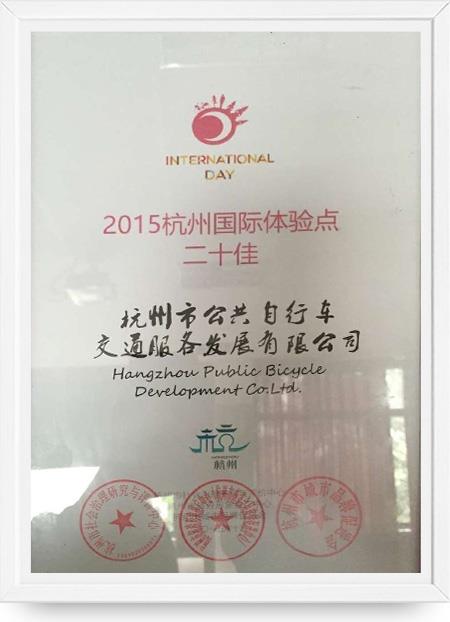 INTERNATIONAL
DAY
2015杭州国际体验点
二十佳
杭州市公共自行车
交通服务发展有限公司
Hangzhou Public Bicycle
Development Co.Ltd.
HANGZHOU
杭州